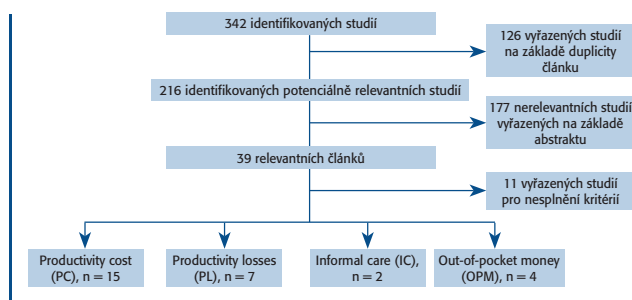 342 identifikovaných studií
126 vyřazených studií
na základě duplicity
článku
216 identifikovaných potenciálně relevantních studií
177 nerelevantních studií
vyřazených na základě
abstraktu
39 relevantních článků
11 vyřazených studií
pro nesplnění kritérií
Productivity cost
(PC), n = 15
Productivity losses
(PL), n = 7
Informal care (IC),
n = 2
Out-of-pocket money
(OPM), n = 4